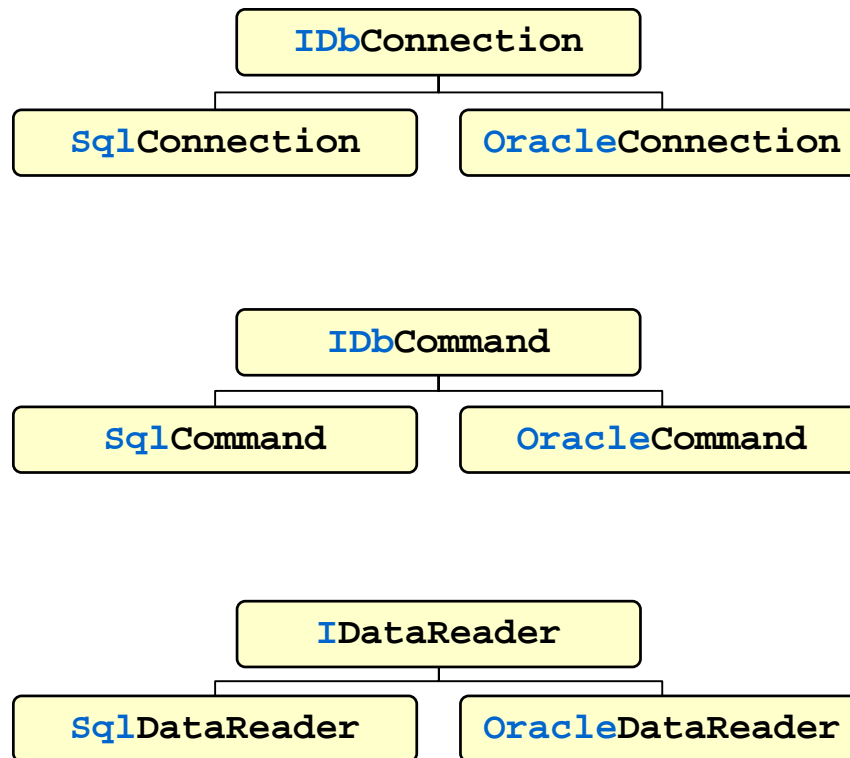 IDbConnection
SqlConnection OracleConnection
IDbCommand
SqlCommand OracleCommand
IDataReader
SqlDataReader OracleDataReader